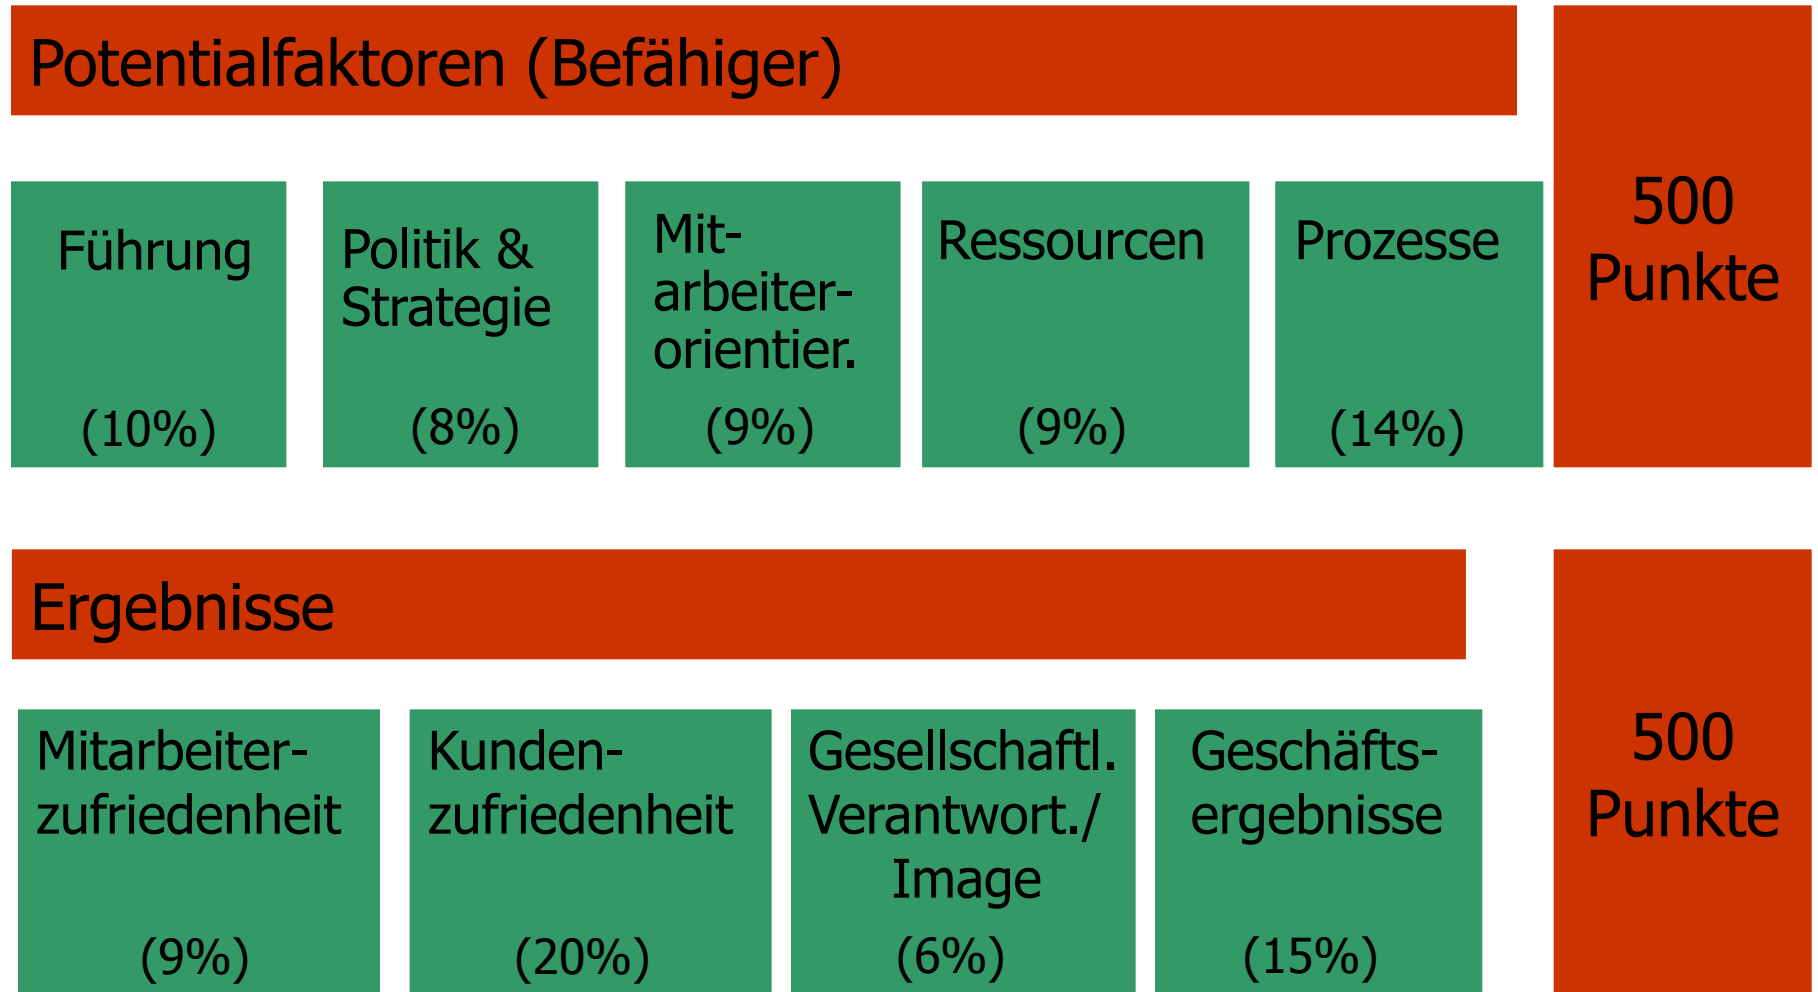 Potentialfaktoren (Befähiger)
500
Punkte
Führung
(10%)
Politik &
Strategie
(8%)
Mit-
arbeiter-
orientier.
(9%)
Ressourcen
(9%)
Prozesse
(14%)
Ergebnisse
500
Punkte
Mitarbeiter-
zufriedenheit
(9%)
Kunden-
zufriedenheit
(20%)
Gesellschaftl.
Verantwort./
Image
(6%)
Geschäfts-
ergebnisse
(15%)